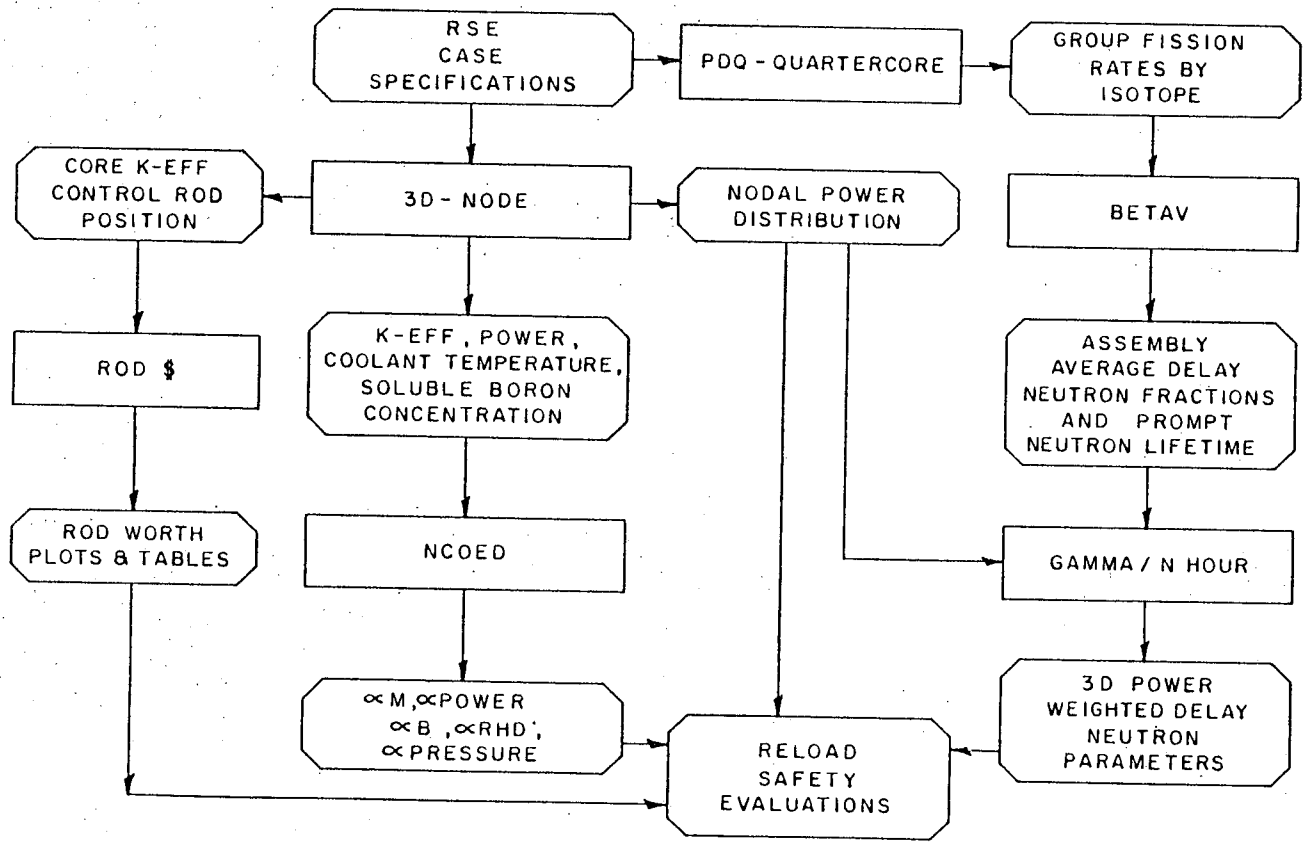 RSE
CASE
SPECIFICATIONS
PDQ - QUARTERCORE
GROUP FISSION
RATES BY
ISOTOPE
CORE K-EFF
CONTROL ROD
POSITION
3D - NODE
NODAL POWER
DISTRIBUTION
BETAV
ROD $
K-EFF , POWER,
COOLANT TEMPERATURE,
SOLUBLE BORON
CONCENTRATION
ASSEMBLY
AVERAGE DELAY
NEUTRON FRACTIONS
AND PROMPT
NEUTRON LIFETIME
ROD WORTH
PLOTS & TABLES
NCOED
GAMMA / N HOUR
∝M,∝POWER
∝B ,∝RHD,
∝PRESSURE
RELOAD
SAFETY
EVALUATIONS
3D POWER
WEIGHTED DELAY
NEUTRON
PARAMETERS